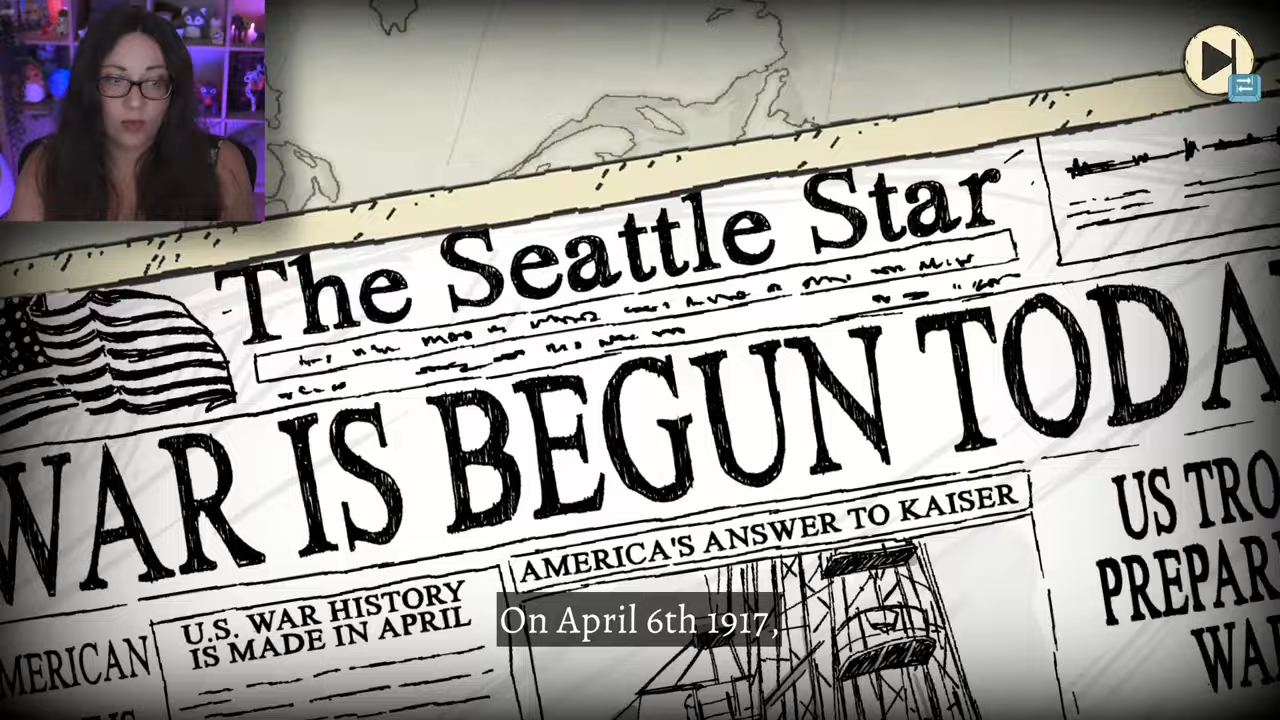 The Seattle Star
WAR IS BEGUN TODA
AMERICA'S ANSWER TO KAISER
US TRO
PREPAR
WA
U.S. WAR HISTORY
IS MADE IN APRIL
MERICAN
On April 6th 1917,